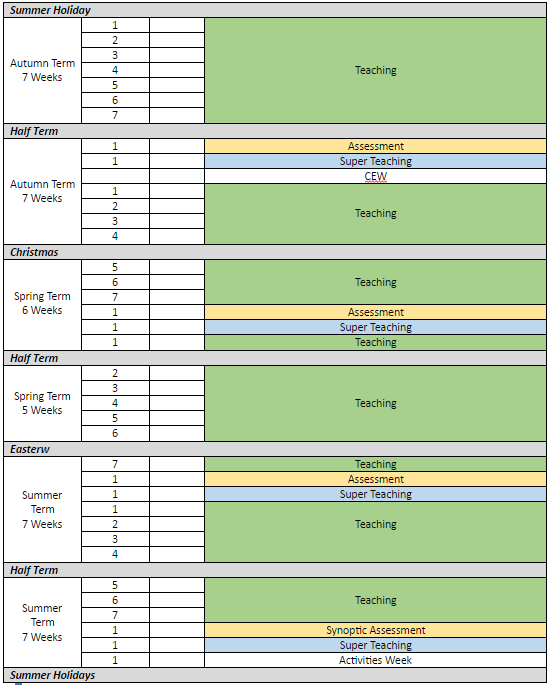 Summer Holiday
Autumn Term
7 Weeks
1
2
3
4
5
6
7
Teaching
Half Term
Autumn Term
7 Weeks
1 Assessment
1 Super Teaching
CEW
1
2
3
4
Teaching
Christmas
Spring Term
6 Weeks
5
6
7
Teaching
1 Assessment
1 Super Teaching
1 Teaching
Half Term
Spring Term
5 Weeks
2
3
4
5
6
Teaching
Easterw
Summer
Term
7 Weeks
7 Teaching
1 Assessment
1 Super Teaching
1
2
3
4
Teaching
Half Term
Summer
Term
7 Weeks
5
6
7
Teaching
1 Synoptic Assessment
1 Super Teaching
1 Activities Week
Summer Holidays